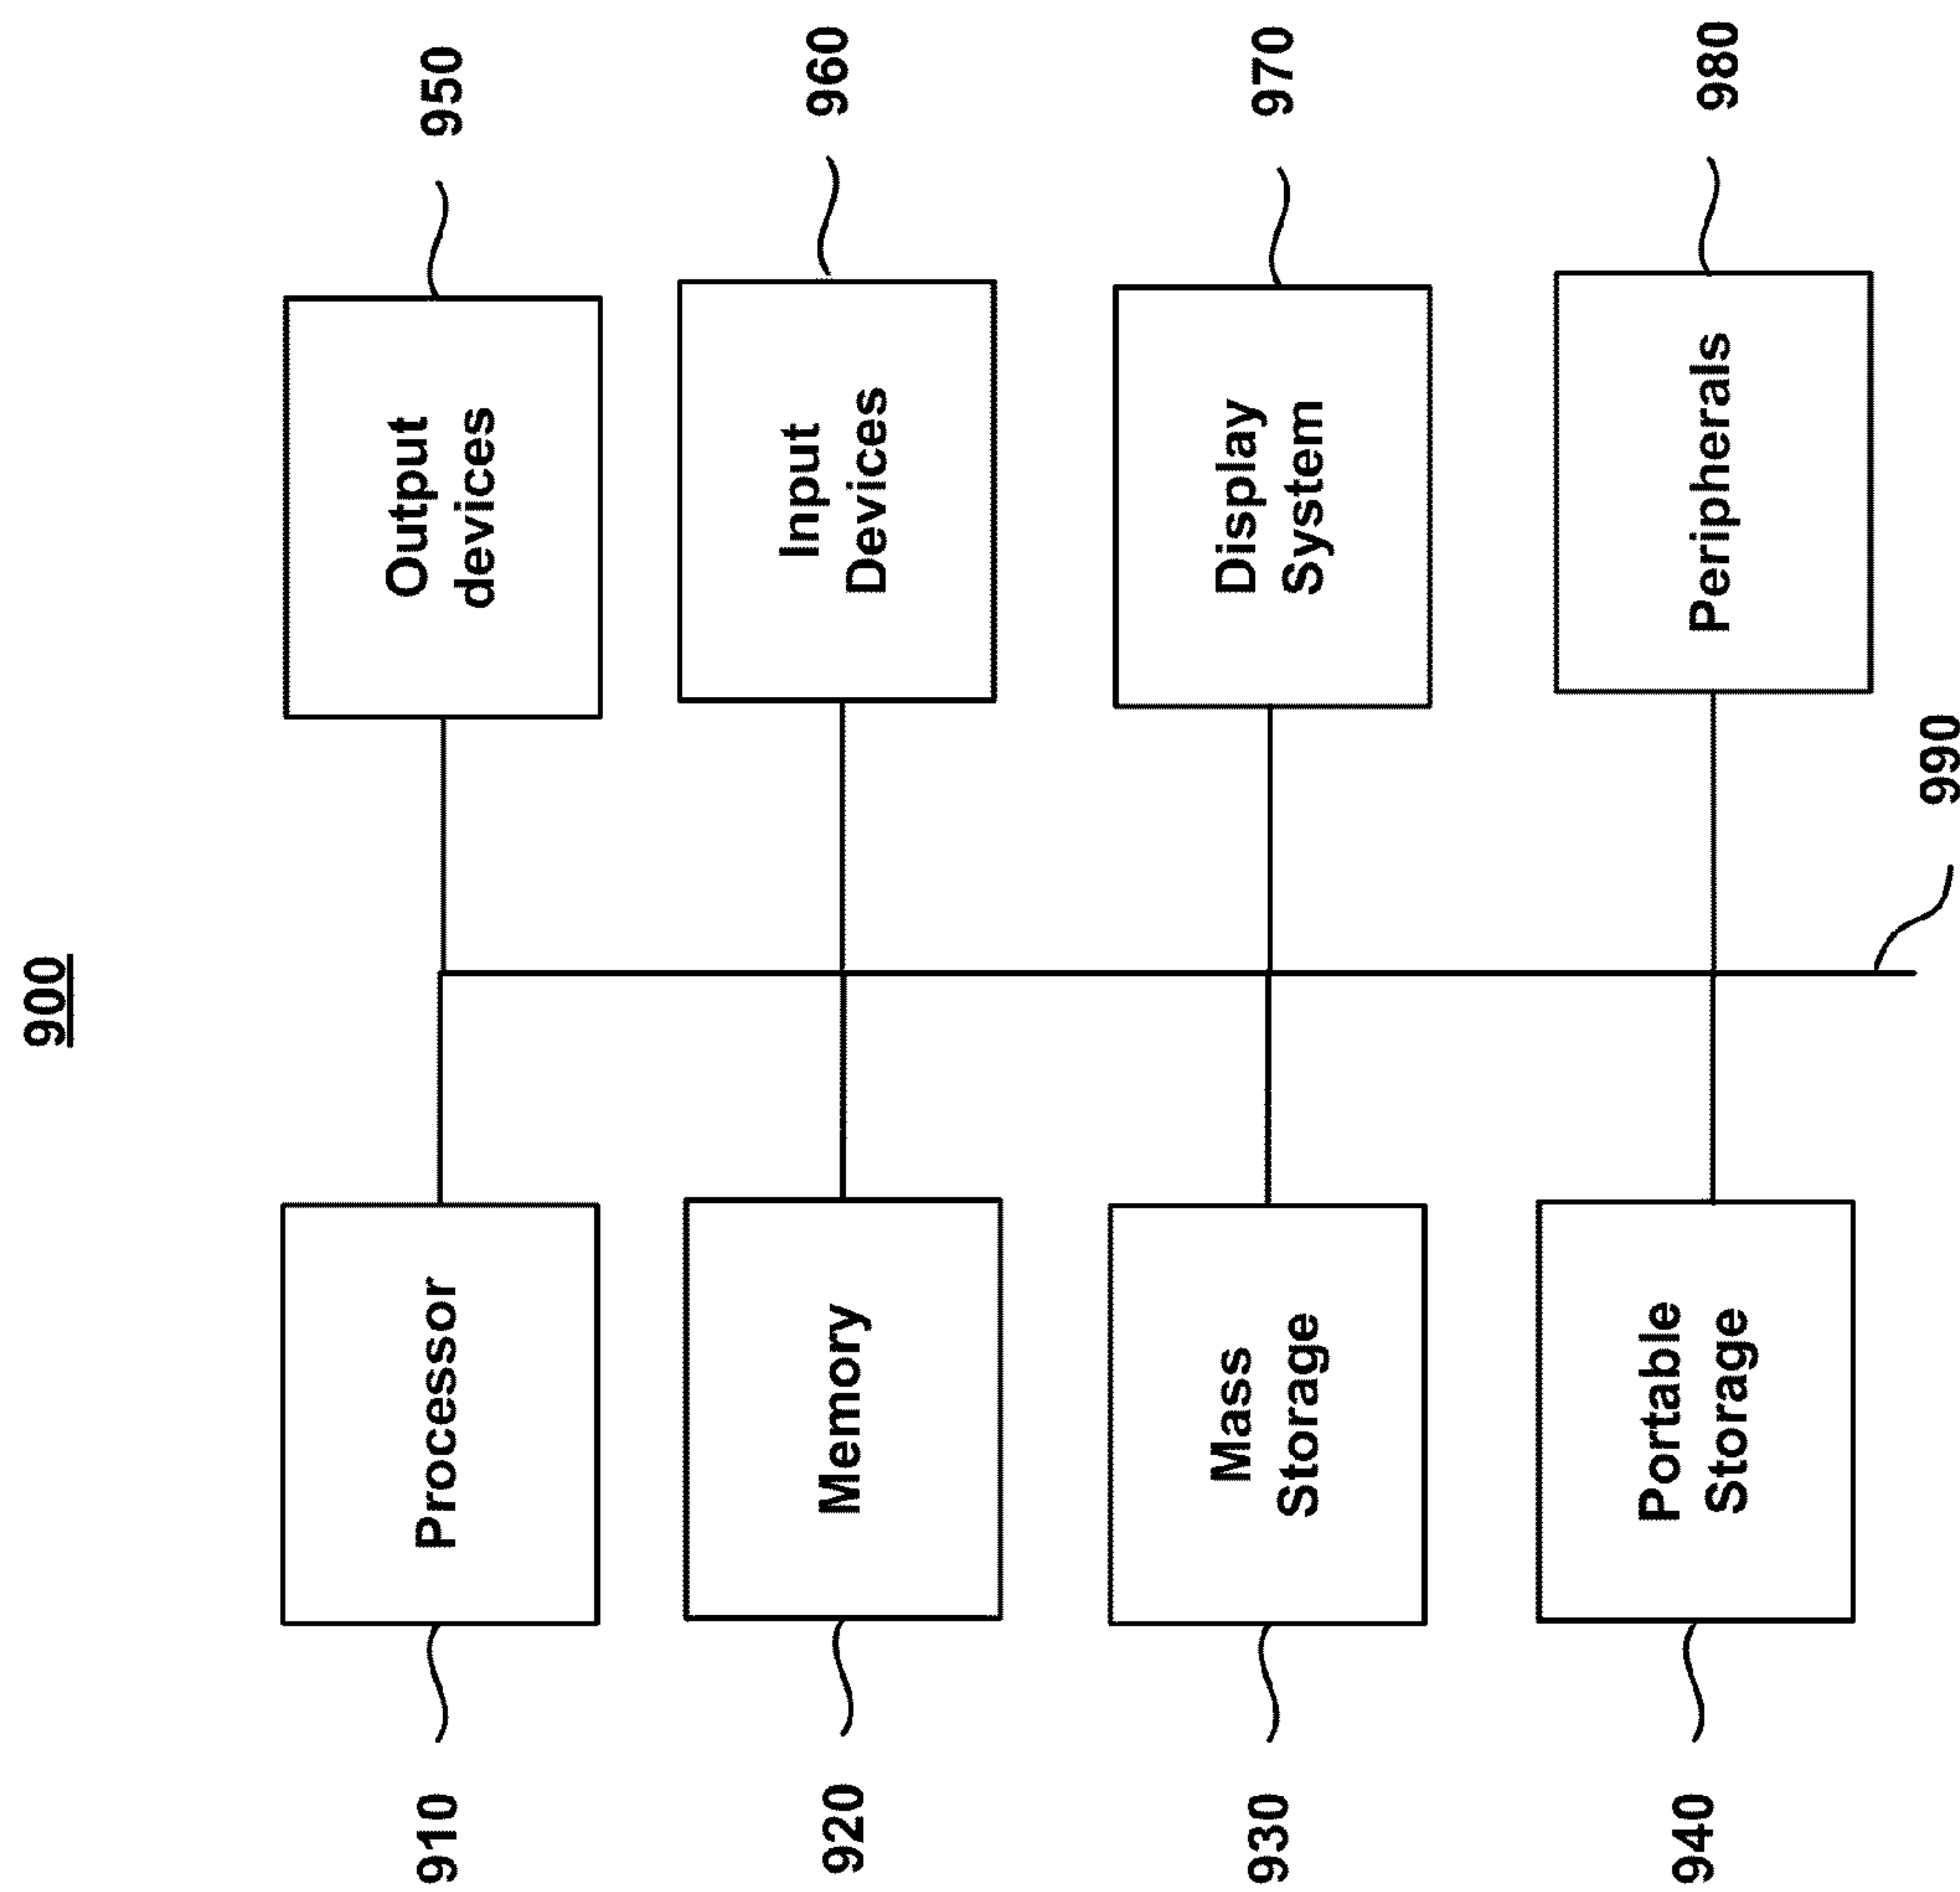 900
910
Processor
Output
devices
950
920
Memory
Input
Devices
960
930
Mass
Storage
Display
System
970
940
Portable
Storage
Peripherals
980
990